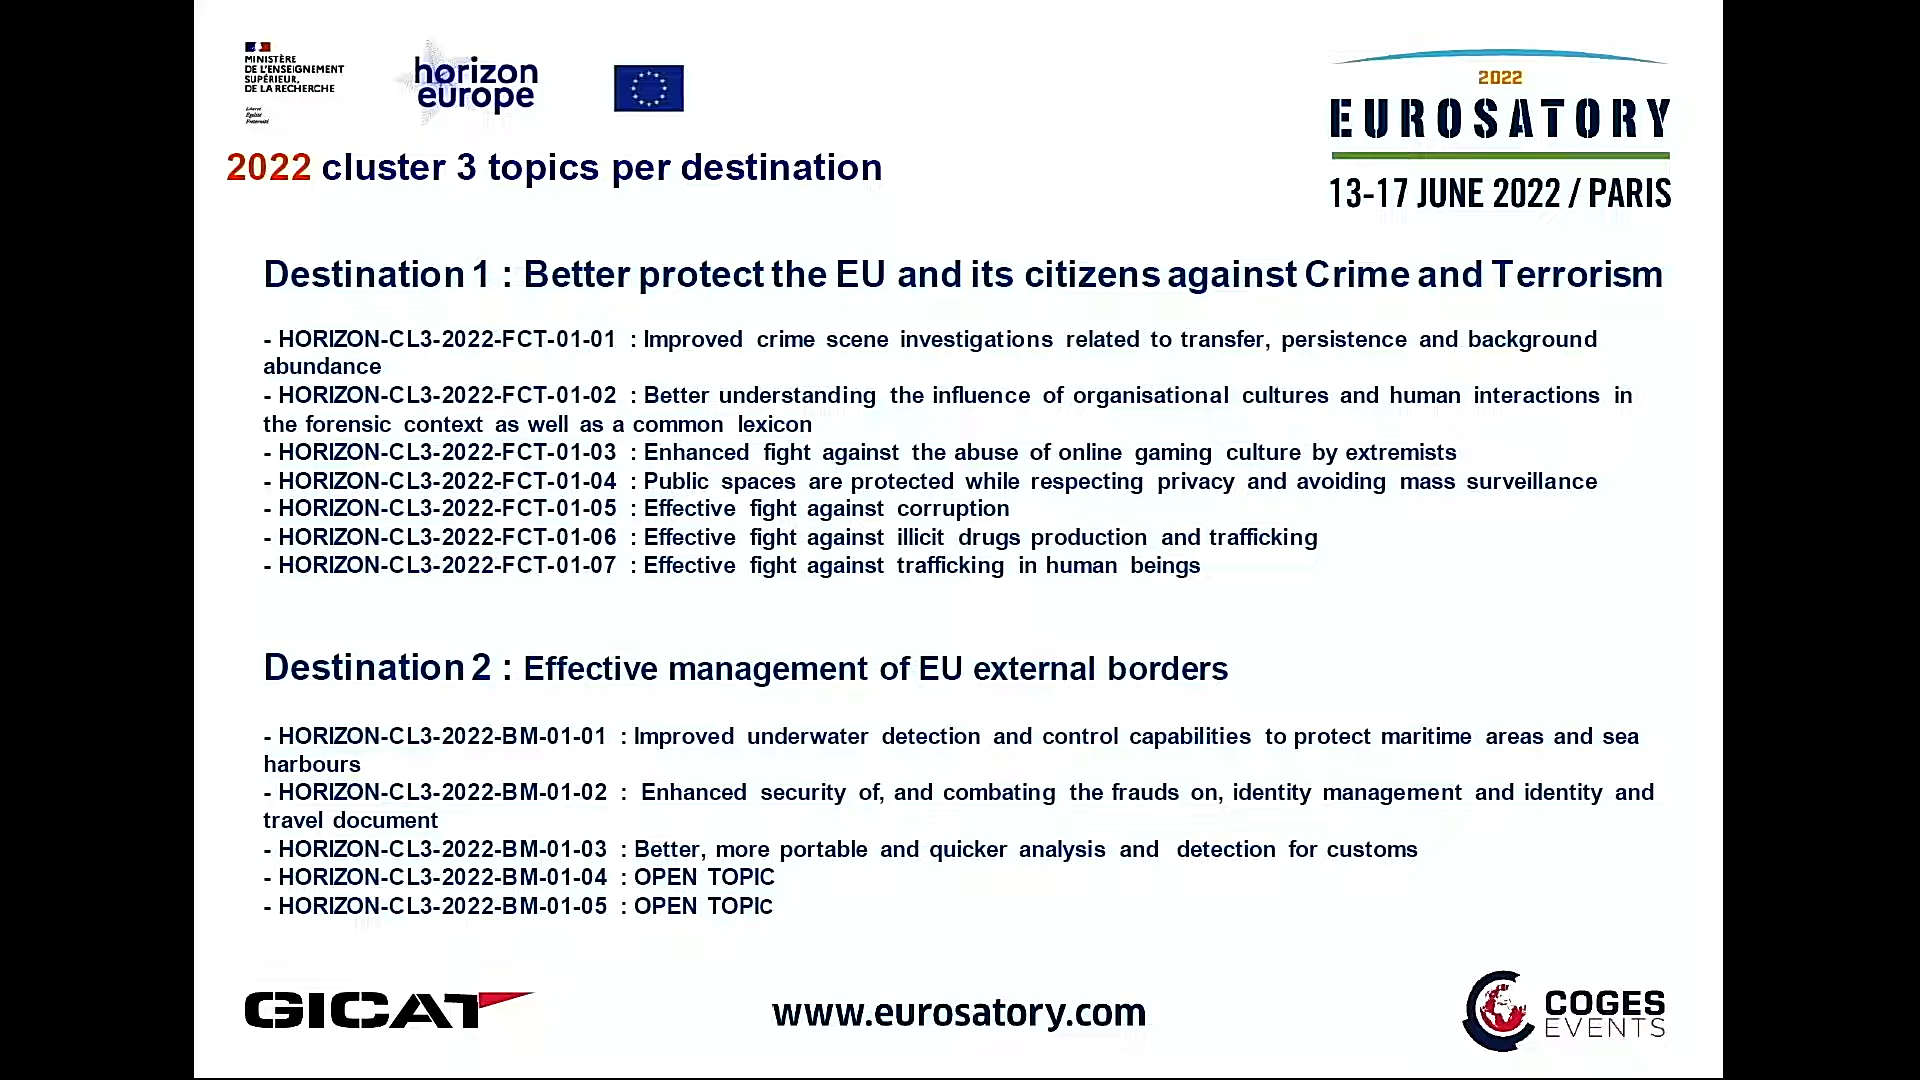 MINISTÈRE
DE L'ENSEIGNEMENT
SUPÉRIEUR,
DE LA RECHERCHE
Liberté
Égalité
Fraternité
horizon
europe
2022
EUROSATORY
13-17 JUNE 2022 / PARIS
2022 cluster 3 topics per destination
Destination 1 : Better protect the EU and its citizens against Crime and Terrorism
- HORIZON-CL3-2022-FCT-01-01 : Improved crime scene investigations related to transfer, persistence and background
abundance
- HORIZON-CL3-2022-FCT-01-02 : Better understanding the influence of organisational cultures and human interactions in
the forensic context as well as a common lexicon
- HORIZON-CL3-2022-FCT-01-03 : Enhanced fight against the abuse of online gaming culture by extremists
- HORIZON-CL3-2022-FCT-01-04 : Public spaces are protected while respecting privacy and avoiding mass surveillance
- HORIZON-CL3-2022-FCT-01-05 : Effective fight against corruption
- HORIZON-CL3-2022-FCT-01-06 : Effective fight against illicit drugs production and trafficking
- HORIZON-CL3-2022-FCT-01-07 : Effective fight against trafficking in human beings
Destination 2 : Effective management of EU external borders
- HORIZON-CL3-2022-BM-01-01 : Improved underwater detection and control capabilities to protect maritime areas and sea
harbours
- HORIZON-CL3-2022-BM-01-02 : Enhanced security of, and combating the frauds on, identity management and identity and
travel document
- HORIZON-CL3-2022-BM-01-03 : Better, more portable and quicker analysis and detection for customs
- HORIZON-CL3-2022-BM-01-04 : OPEN TOPIC
- HORIZON-CL3-2022-BM-01-05 : OPEN TOPIC
GICAT
www.eurosatory.com
COGES
EVENTS